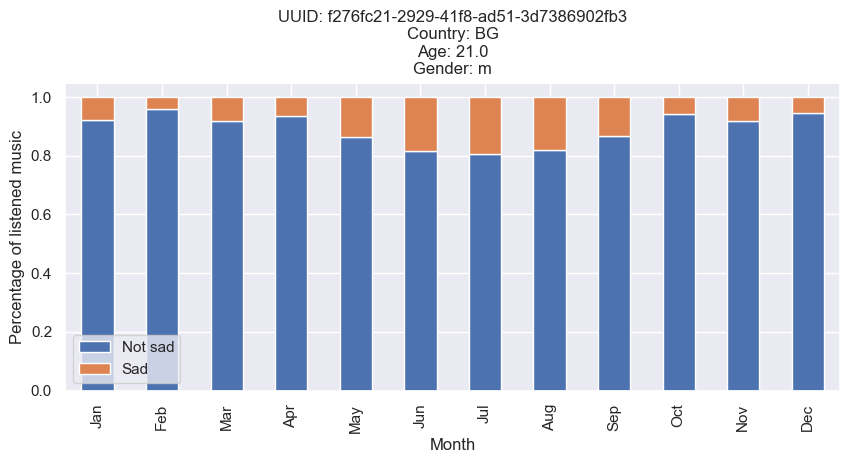 UUID: f276fc21-2929-41f8-ad51-3d7386902fb3
Country: BG
Age: 21.0
Gender: m
Percentage of listened music
1.0
0.8
0.6
0.4
0.2
0.0
Not sad
Sad
Jan
Feb
Mar
Apr
May
Jun
Jul
Aug
Sep
Oct
Nov
Dec
Month